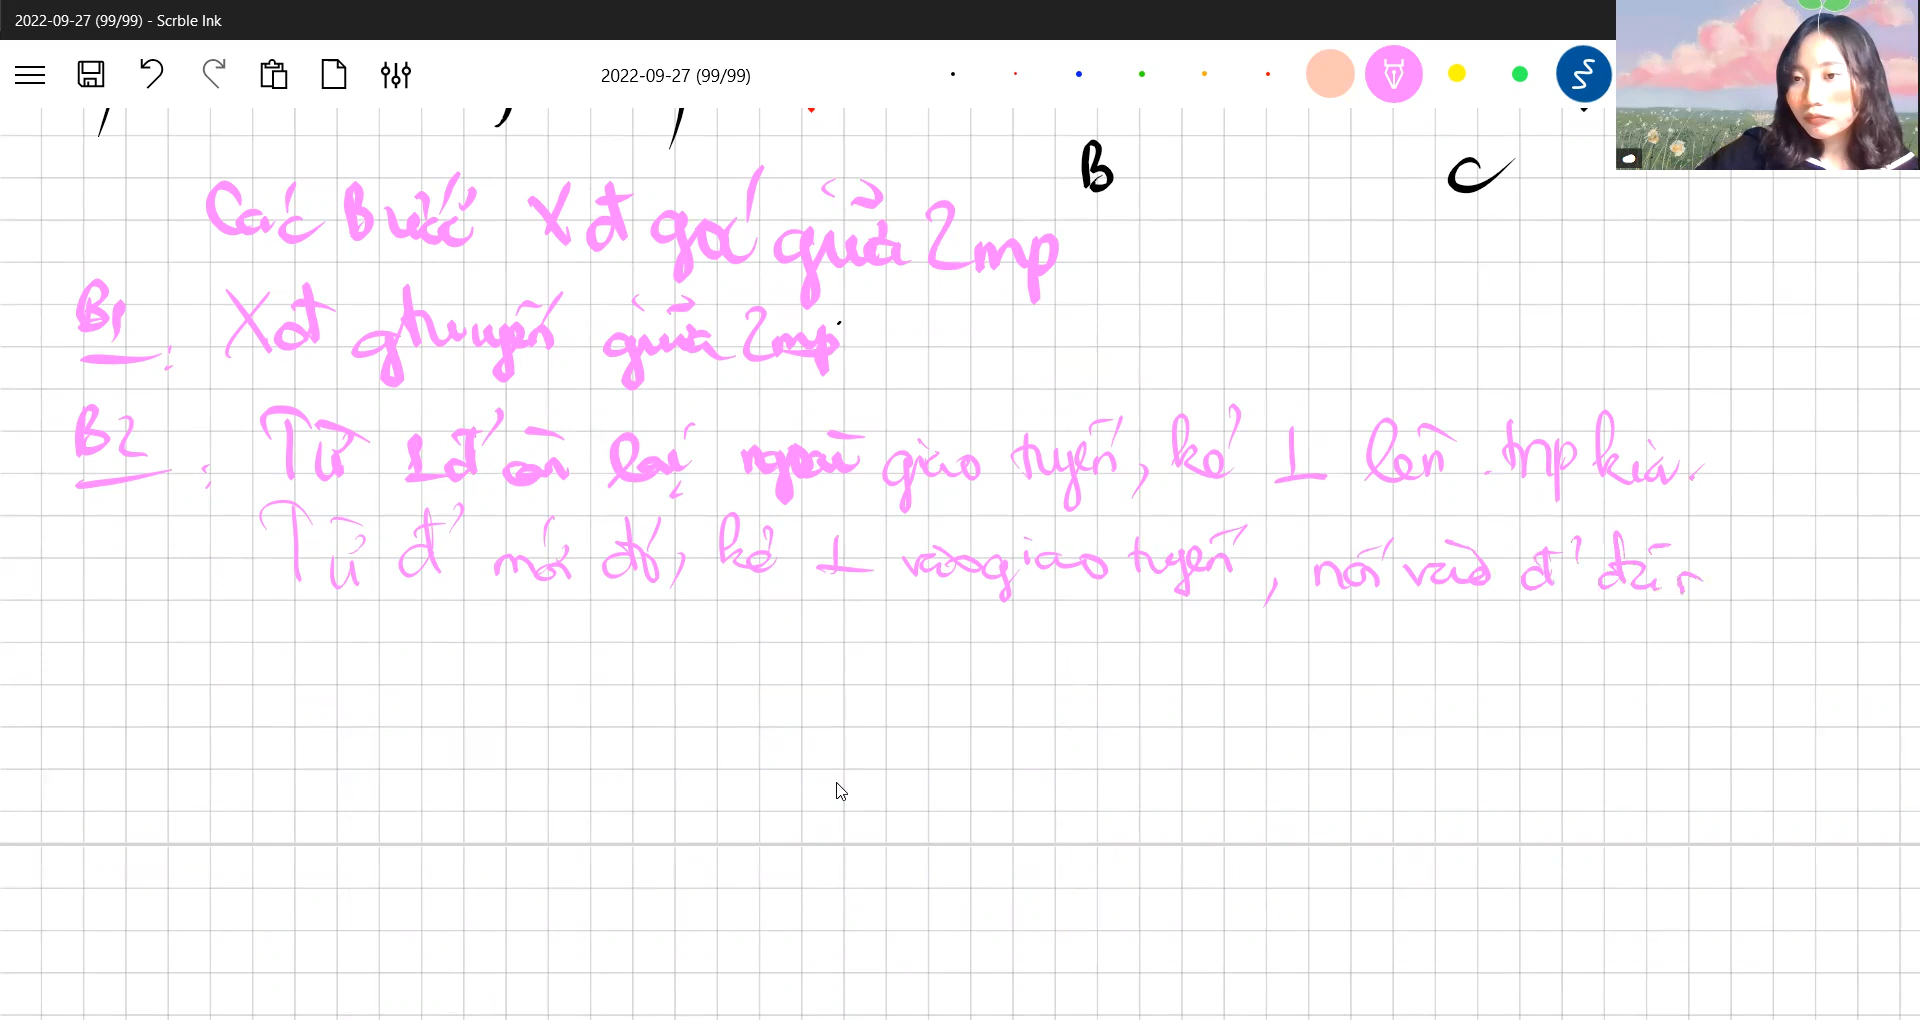 2022-09-27 (99/99) - Scrble Ink
2022-09-27 (99/99)
B
C
Các Bước Xđ góc giữa 2mp
B1: Xđ gtuyến giữa 2mp
B2: Từ 1 đ' còn lại ngoài giao tuyến, kẻ ⊥ lên mp kia.
Từ đ' mới đó, kẻ ⊥ vào giao tuyến, nối vào đ' đầu